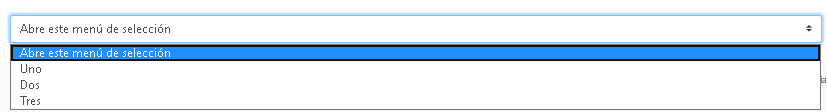 Abre este menú de selección
Abre este menú de selección
Uno
Dos
Tres